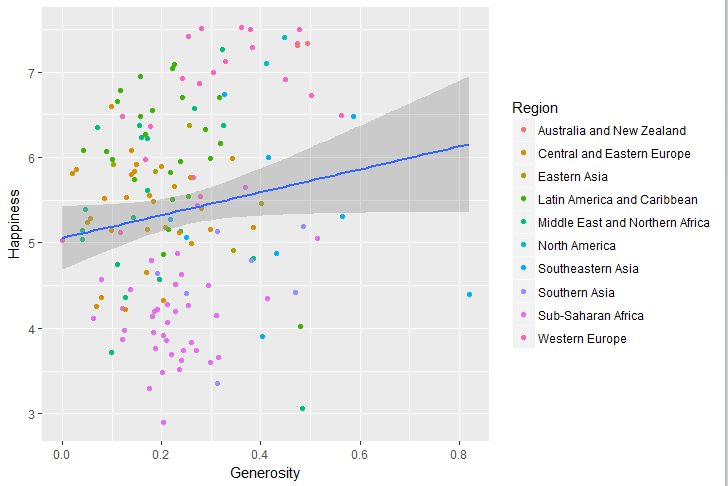 7
6
5
4
3
Happiness
0.0 0.2 0.4 0.6 0.8
Generosity
Region
Australia and New Zealand
Central and Eastern Europe
Eastern Asia
Latin America and Caribbean
Middle East and Northern Africa
North America
Southeastern Asia
Southern Asia
Sub-Saharan Africa
Western Europe